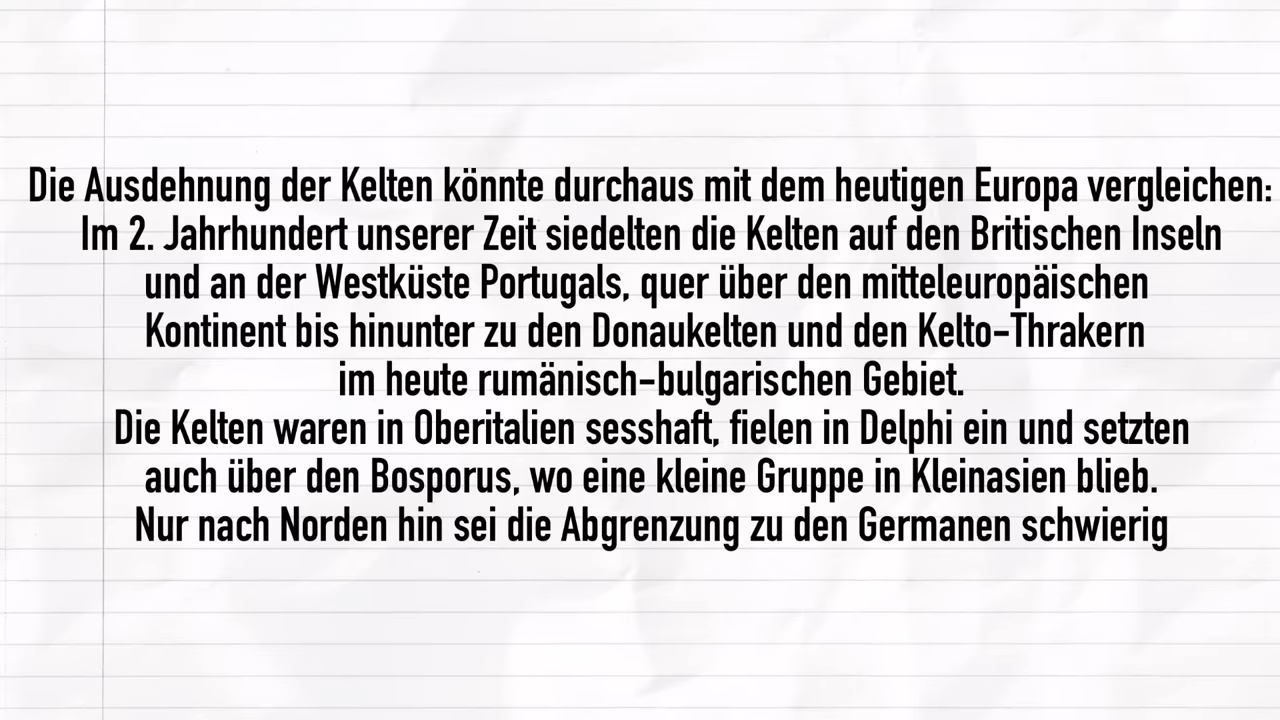 Die Ausdehnung der Kelten könnte durchaus mit dem heutigen Europa vergleichen:
Im 2. Jahrhundert unserer Zeit siedelten die Kelten auf den Britischen Inseln
und an der Westküste Portugals, quer über den mitteleuropäischen
Kontinent bis hinunter zu den Donaukelten und den Kelto-Thrakern
im heute rumänisch-bulgarischen Gebiet.
Die Kelten waren in Oberitalien sesshaft, fielen in Delphi ein und setzten
auch über den Bosporus, wo eine kleine Gruppe in Kleinasien blieb.
Nur nach Norden hin sei die Abgrenzung zu den Germanen schwierig